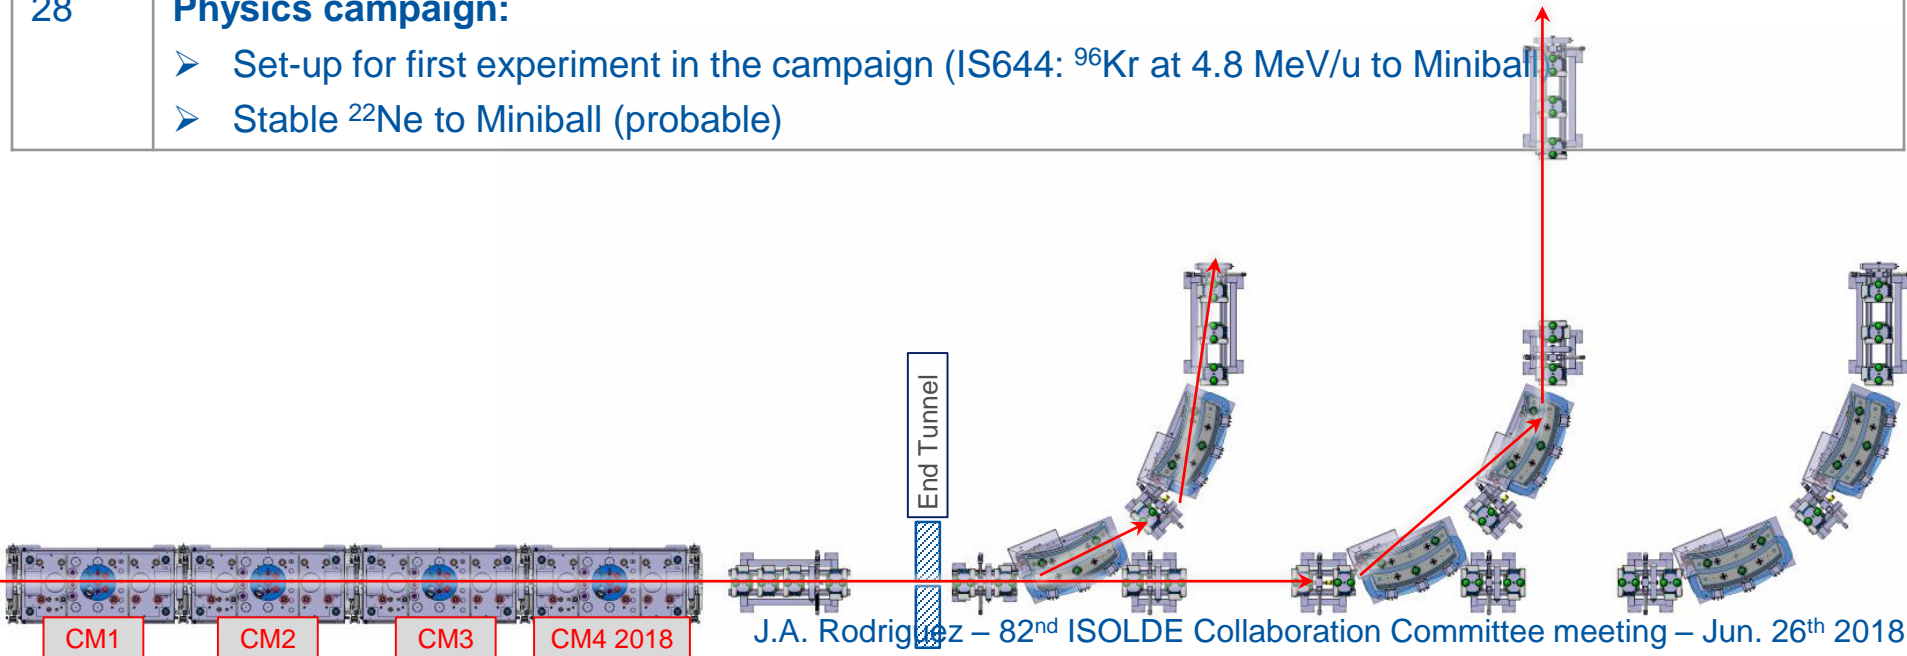 28
Physics campaign:
➢ Set-up for first experiment in the campaign (IS644: ⁹⁶Kr at 4.8 MeV/u to Miniball)
➢ Stable ²²Ne to Miniball (probable)
End Tunnel
CM1
CM2
CM3
CM4 2018
J.A. Rodriguez – 82ⁿᵈ ISOLDE Collaboration Committee meeting – Jun. 26ᵗʰ 2018